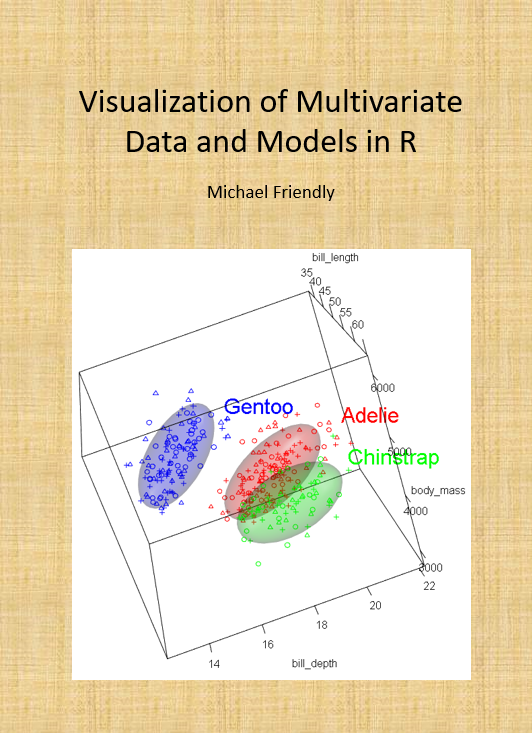 Visualization of Multivariate
Data and Models in R
Michael Friendly
bill_length
35
40
45
50
55
60
6000
Gentoo
Adelie
5000
Chinstrap
body_mass
4000
3000
22
20
18
16
14
bill_depth